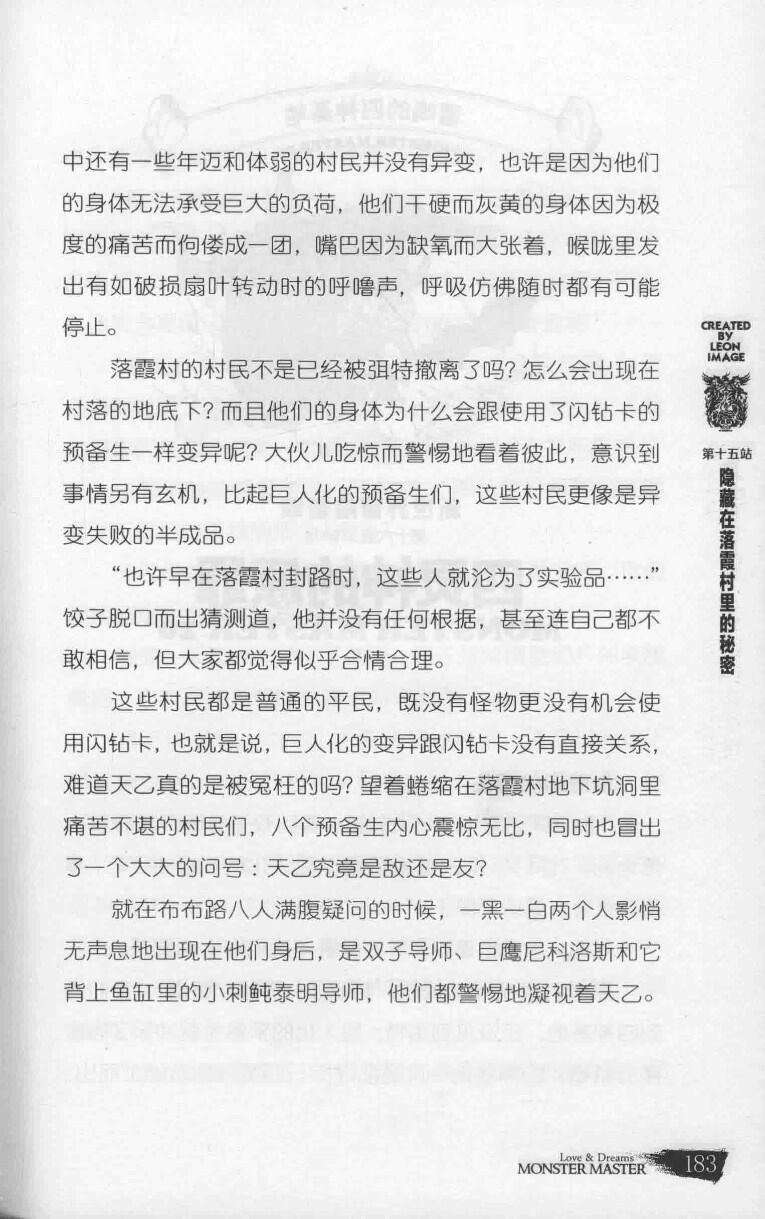 中还有一些年迈和体弱的村民并没有异变，也许是因为他们
的身体无法承受巨大的负荷，他们干硬而灰黄的身体因为极
度的痛苦而佝偻成一团，嘴巴因为缺氧而大张着，喉咙里发
出有如破损扇叶转动时的呼噜声，呼吸仿佛随时都有可能
停止。
落霞村的村民不是已经被弭特撤离了吗？怎么会出现在
村落的地底下？而且他们的身体为什么会跟使用了闪钻卡的
预备生一样变异呢？大伙儿吃惊而警惕地看着彼此，意识到
事情另有玄机，比起巨人化的预备生们，这些村民更像是异
变失败的半成品。
“也许早在落霞村封路时，这些人就沦为了实验品……”
饺子脱口而出猜测道，他并没有任何根据，甚至连自己都不
敢相信，但大家都觉得似乎合情合理。
这些村民都是普通的平民，既没有怪物更没有机会使
用闪钻卡，也就是说，巨人化的变异跟闪钻卡没有直接关系，
难道天乙真的是被冤枉的吗？望着蜷缩在落霞村地下坑洞里
痛苦不堪的村民们，八个预备生内心震惊无比，同时也冒出
了一个大大的问号：天乙究竟是敌还是友？
就在布布路八人满腹疑问的时候，一黑一白两个人影悄
无声息地出现在他们身后，是双子导师、巨鹰尼科洛斯和它
背上鱼缸里的小刺鲀泰明导师，他们都警惕地凝视着天乙。
CREATED
BY
LEON
IMAGE
第十五站
隐藏在落霞村里的秘密
Love & Dreams
MONSTER MASTER
183